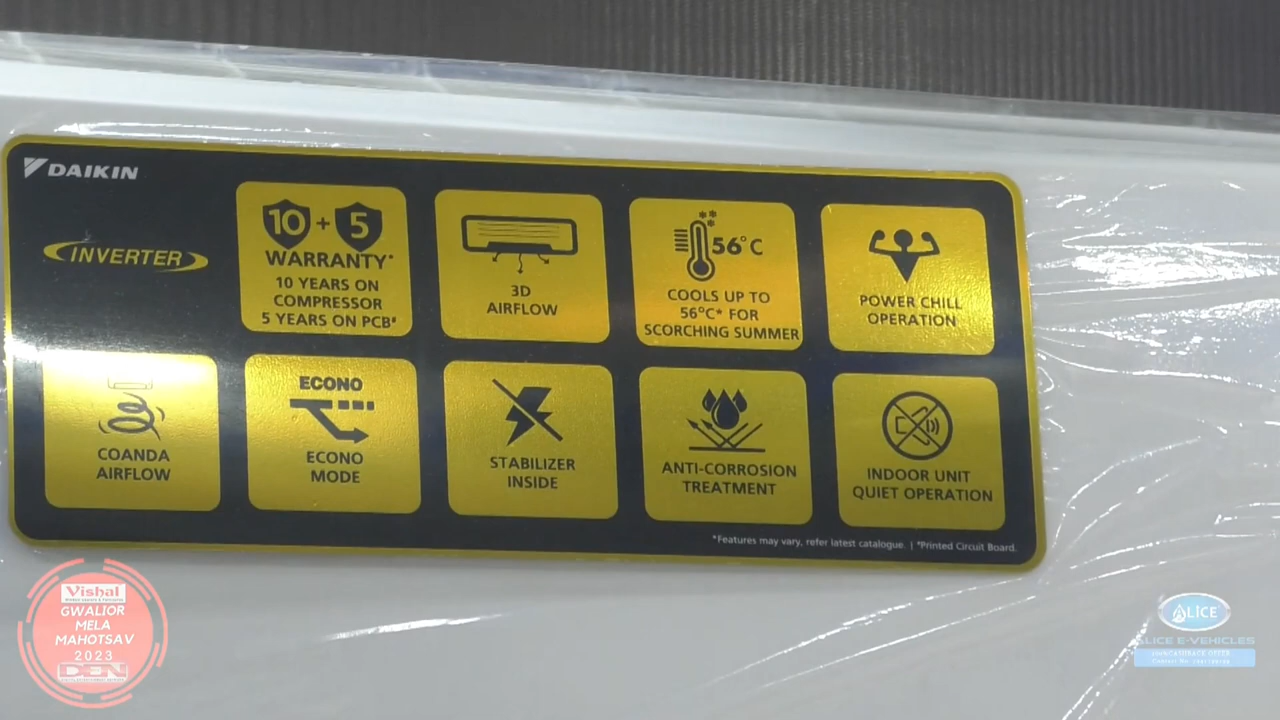 DAIKIN
INVERTER
10 + 5
WARRANTY*
10 YEARS ON
COMPRESSOR
5 YEARS ON PCB#
3D
AIRFLOW
56°C
COOLS UP TO
56°C* FOR
SCORCHING SUMMER
POWER CHILL
OPERATION
COANDA
AIRFLOW
ECONO
ECONO
MODE
STABILIZER
INSIDE
ANTI-CORROSION
TREATMENT
INDOOR UNIT
QUIET OPERATION
*Features may vary, refer latest catalogue. | #Printed Circuit Board.
Vishal
GWALIOR
MELA
MAHOTSAV
2023
DEN
ALICE
ALICE E-VEHICLES